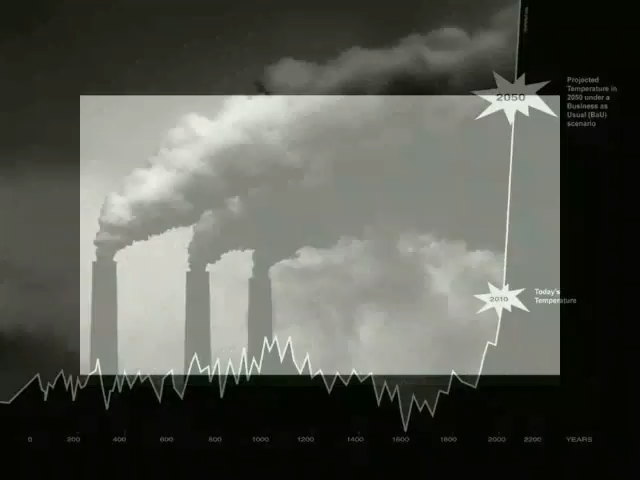 2050
Projected
Temperature in
2050 under a
Business as
Usual (BaU)
scenario
2010
Today's
Temperature
0 200 400 600 800 1000 1200 1400 1600 1800 2000 2200 YEARS